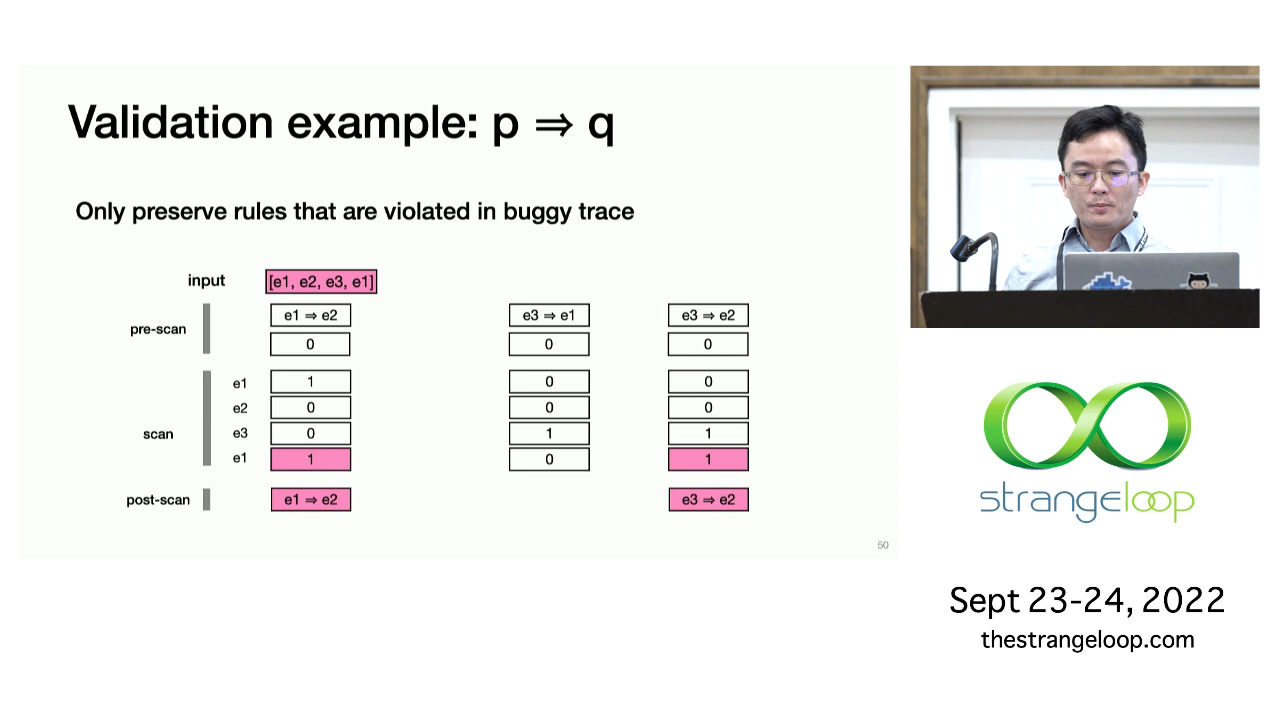 Validation example: p ⇒ q
Only preserve rules that are violated in buggy trace
input [e1, e2, e3, e1]
pre-scan
e1 ⇒ e2 e3 ⇒ e1 e3 ⇒ e2
0 0 0
scan
e1 1 0 0
e2 0 0 0
e3 0 1 1
e1 1 0 1
post-scan e1 ⇒ e2 e3 ⇒ e2
50
strangeloop
Sept 23-24, 2022
thestrangeloop.com